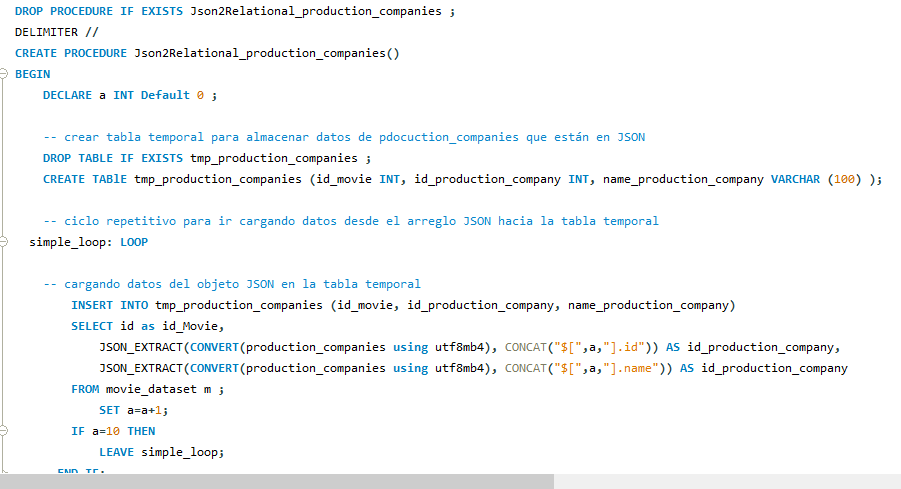 DROP PROCEDURE IF EXISTS Json2Relational_production_companies ;
DELIMITER //
CREATE PROCEDURE Json2Relational_production_companies()
BEGIN
DECLARE a INT Default 0 ;
-- crear tabla temporal para almacenar datos de pdocuction_companies que están en JSON
DROP TABLE IF EXISTS tmp_production_companies ;
CREATE TABlE tmp_production_companies (id_movie INT, id_production_company INT, name_production_company VARCHAR (100) );
-- ciclo repetitivo para ir cargando datos desde el arreglo JSON hacia la tabla temporal
simple_loop: LOOP
-- cargando datos del objeto JSON en la tabla temporal
INSERT INTO tmp_production_companies (id_movie, id_production_company, name_production_company)
SELECT id as id_Movie,
JSON_EXTRACT(CONVERT(production_companies using utf8mb4), CONCAT("$[",a,"].id")) AS id_production_company,
JSON_EXTRACT(CONVERT(production_companies using utf8mb4), CONCAT("$[",a,"].name")) AS id_production_company
FROM movie_dataset m ;
SET a=a+1;
IF a=10 THEN
LEAVE simple_loop;
END IF;